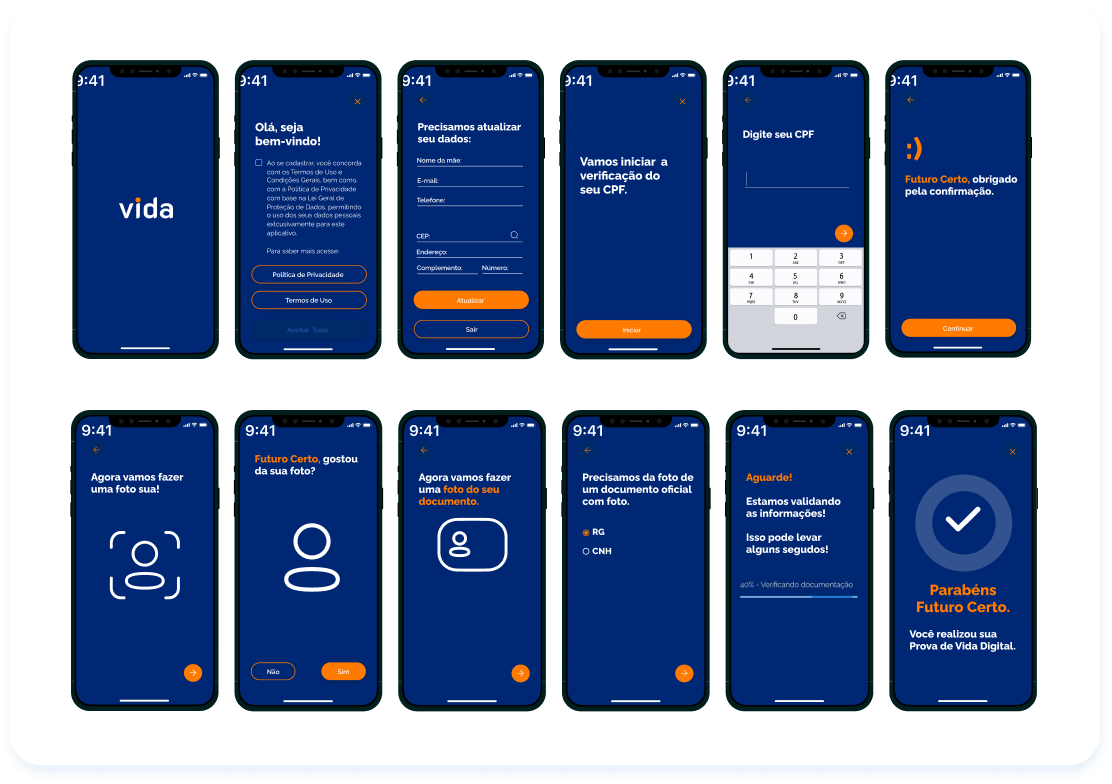 9:41
vida
9:41
Olá, seja
bem-vindo!
Ao se cadastrar, você concorda
com os Termos de Uso e
Condições Gerais, bem como,
com a Política de Privacidade
com base na Lei Geral de
Proteção de Dados, permitindo
o uso dos seus dados pessoais
exlcusivamente para este
aplicativo.
Para saber mais acesse:
Política de Privacidade
Termos de Uso
Aceitar Tudo
9:41
Precisamos atualizar
seu dados:
Nome da mãe:
E-mail:
Telefone:
CEP:
Endereço:
Complemento: Número:
Atualizar
Sair
9:41
Vamos iniciar a
verificação do
seu CPF.
Iniciar
9:41
Digite seu CPF
1 2 3
ABC DEF
4 5 6
GHI JKL MNO
7 8 9
PQRS TUV WXYZ
0
9:41
:)
Futuro Certo, obrigado
pela confirmação.
Continuar
9:41
Agora vamos fazer
uma foto sua!
9:41
Futuro Certo, gostou
da sua foto?
Não Sim
9:41
Agora vamos fazer
uma foto do seu
documento.
9:41
Precisamos da foto de
um documento oficial
com foto.
RG
CNH
9:41
Aguarde!
Estamos validando
as informações!
Isso pode levar
alguns segudos!
40% - Verificando documentação
9:41
Parabéns
Futuro Certo.
Você realizou sua
Prova de Vida Digital.